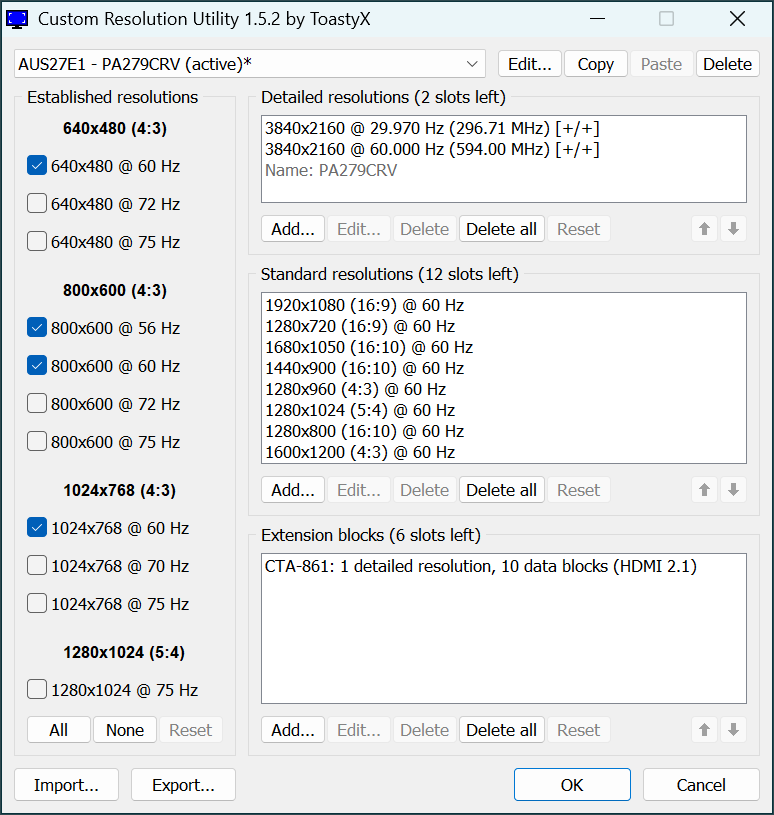 Custom Resolution Utility 1.5.2 by ToastyX
AUS27E1 - PA279CRV (active)*
Edit...
Copy
Paste
Delete
Established resolutions
640x480 (4:3)
640x480 @ 60 Hz
640x480 @ 72 Hz
640x480 @ 75 Hz
800x600 (4:3)
800x600 @ 56 Hz
800x600 @ 60 Hz
800x600 @ 72 Hz
800x600 @ 75 Hz
1024x768 (4:3)
1024x768 @ 60 Hz
1024x768 @ 70 Hz
1024x768 @ 75 Hz
1280x1024 (5:4)
1280x1024 @ 75 Hz
All
None
Reset
Detailed resolutions (2 slots left)
3840x2160 @ 29.970 Hz (296.71 MHz) [+/+]
3840x2160 @ 60.000 Hz (594.00 MHz) [+/+]
Name: PA279CRV
Add...
Edit...
Delete
Delete all
Reset
Standard resolutions (12 slots left)
1920x1080 (16:9) @ 60 Hz
1280x720 (16:9) @ 60 Hz
1680x1050 (16:10) @ 60 Hz
1440x900 (16:10) @ 60 Hz
1280x960 (4:3) @ 60 Hz
1280x1024 (5:4) @ 60 Hz
1280x800 (16:10) @ 60 Hz
1600x1200 (4:3) @ 60 Hz
Add...
Edit...
Delete
Delete all
Reset
Extension blocks (6 slots left)
CTA-861: 1 detailed resolution, 10 data blocks (HDMI 2.1)
Add...
Edit...
Delete
Delete all
Reset
Import...
Export...
OK
Cancel